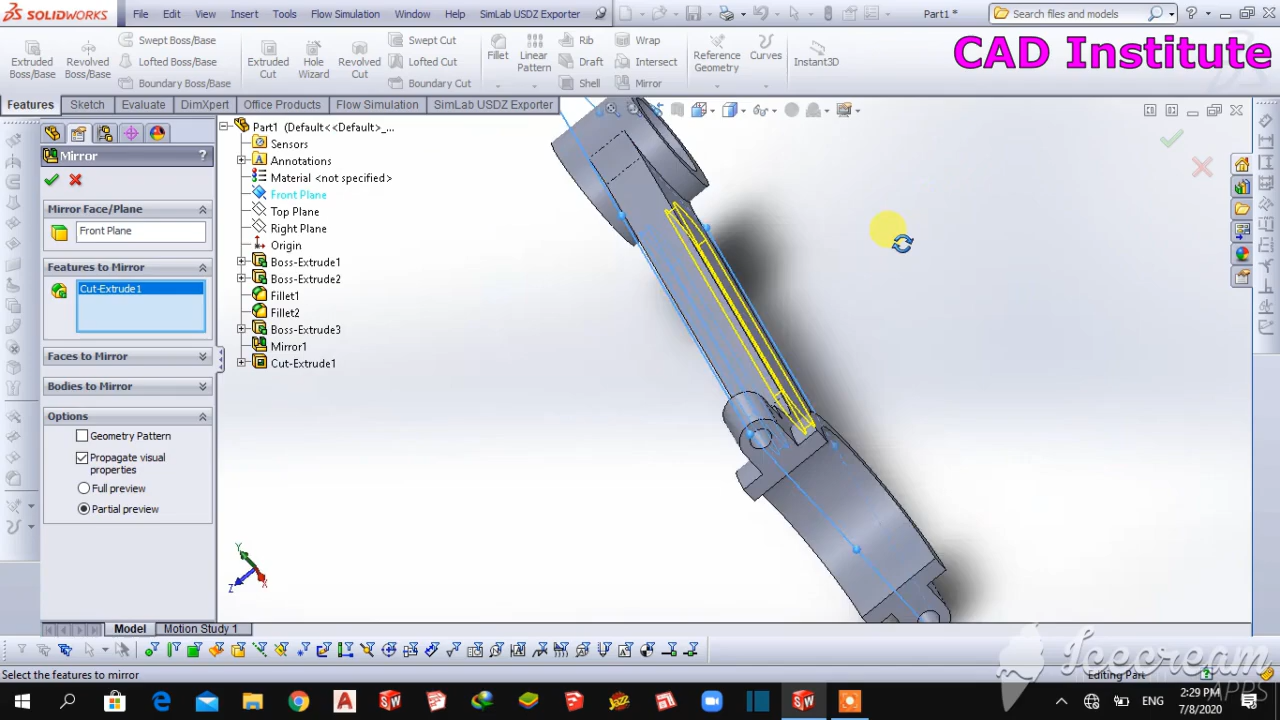 SOLIDWORKS
File Edit View Insert Tools Flow Simulation Window Help SimLab USDZ Exporter
Part1 *
Search files and models
Extruded Boss/Base
Revolved Boss/Base
Swept Boss/Base
Lofted Boss/Base
Boundary Boss/Base
Extruded Cut
Hole Wizard
Revolved Cut
Swept Cut
Lofted Cut
Boundary Cut
Fillet
Linear Pattern
Rib
Draft
Shell
Wrap
Intersect
Mirror
Reference Geometry
Curves
Instant3D
CAD Institute
Features Sketch Evaluate DimXpert Office Products Flow Simulation SimLab USDZ Exporter
Mirror
?
Mirror Face/Plane
Front Plane
Features to Mirror
Cut-Extrude1
Faces to Mirror
Bodies to Mirror
Options
Geometry Pattern
Propagate visual
properties
Full preview
Partial preview
Part1 (Default<<Default>_...
Sensors
Annotations
Material <not specified>
Front Plane
Top Plane
Right Plane
Origin
Boss-Extrude1
Boss-Extrude2
Fillet1
Fillet2
Boss-Extrude3
Mirror1
Cut-Extrude1
Y
Z
X
Model Motion Study 1
Select the features to mirror
Editing Part
Icecream
APPS
ENG
2:29 PM
7/8/2020